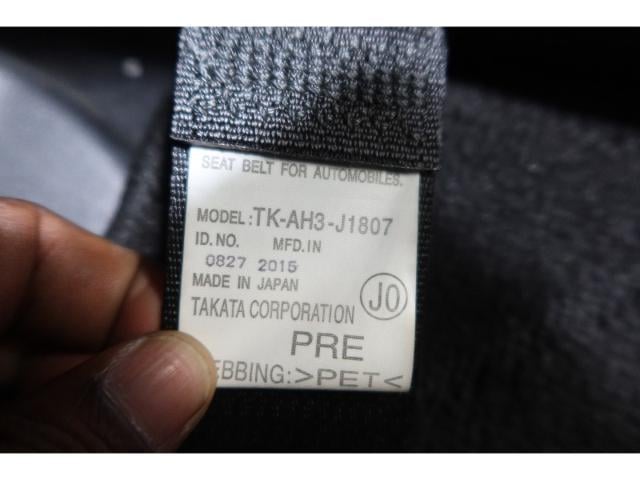 SEAT BELT FOR AUTOMOBILES.
MODEL:TK-AH3-J1807
ID.NO. MFD.IN
0827 2015
MADE IN JAPAN
TAKATA CORPORATION JO
PRE
EBBING:>PET<